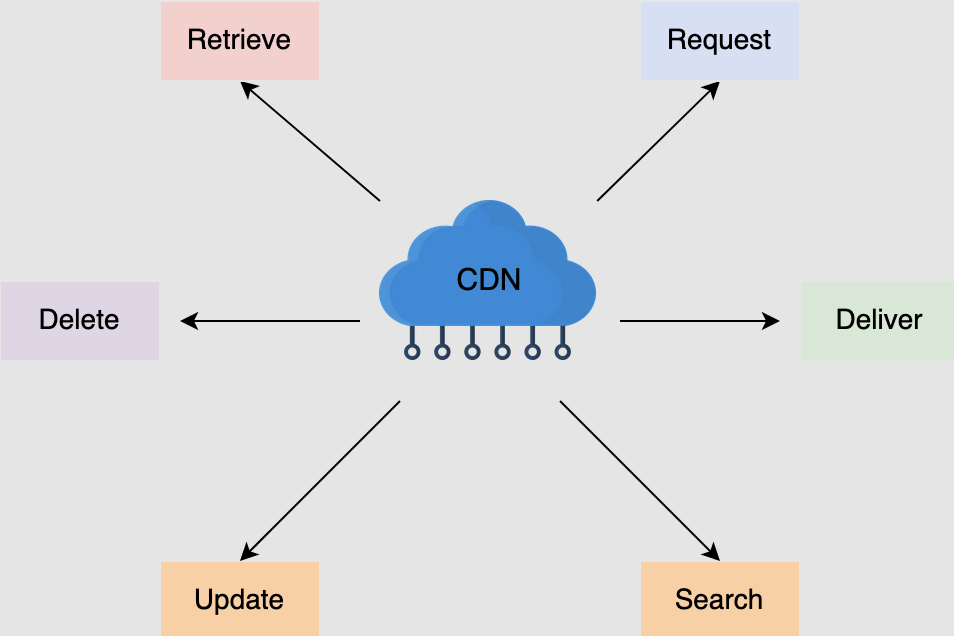 Retrieve
Request
CDN
Delete
Deliver
Update
Search